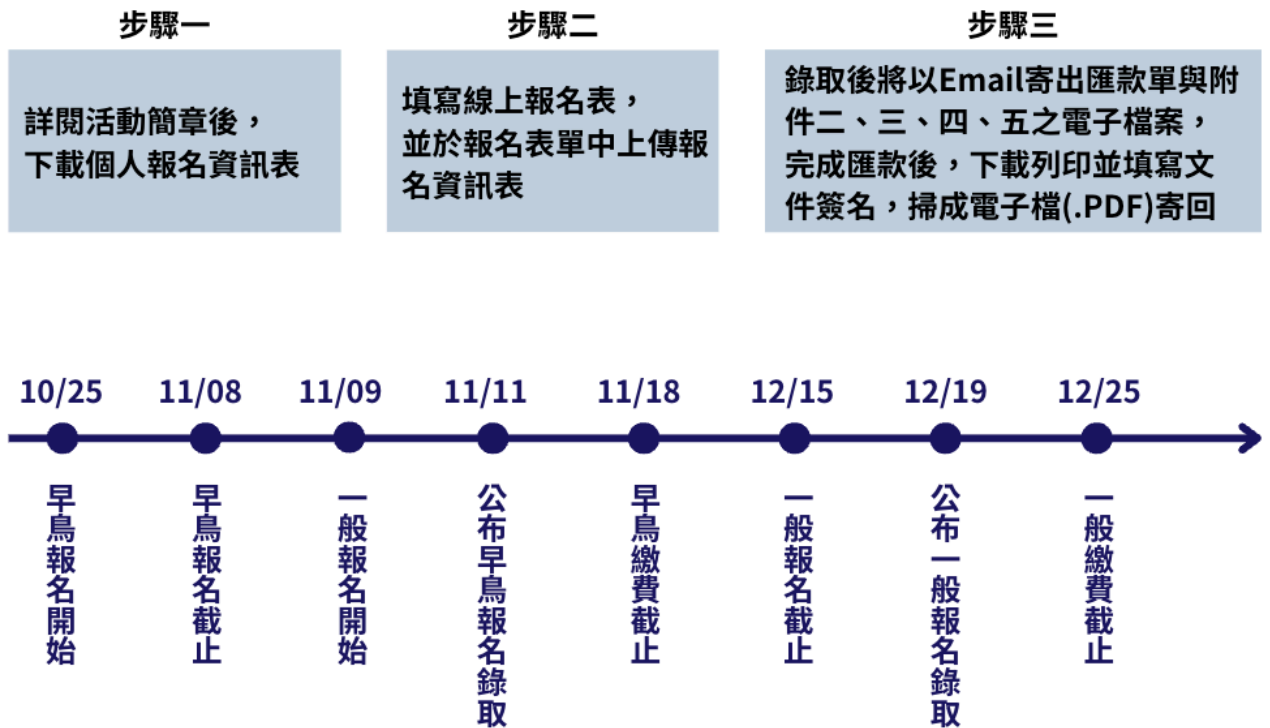 步驟一
詳閱活動簡章後，
下載個人報名資訊表
步驟二
填寫線上報名表，
並於報名表單中上傳報
名資訊表
步驟三
錄取後將以Email寄出匯款單與附
件二、三、四、五之電子檔案，
完成匯款後，下載列印並填寫文
件簽名，掃成電子檔(.PDF)寄回
10/25
早鳥報名開始
11/08
早鳥報名截止
11/09
一般報名開始
11/11
公布早鳥報名錄取
11/18
早鳥繳費截止
12/15
一般報名截止
12/19
公布一般報名錄取
12/25
一般繳費截止